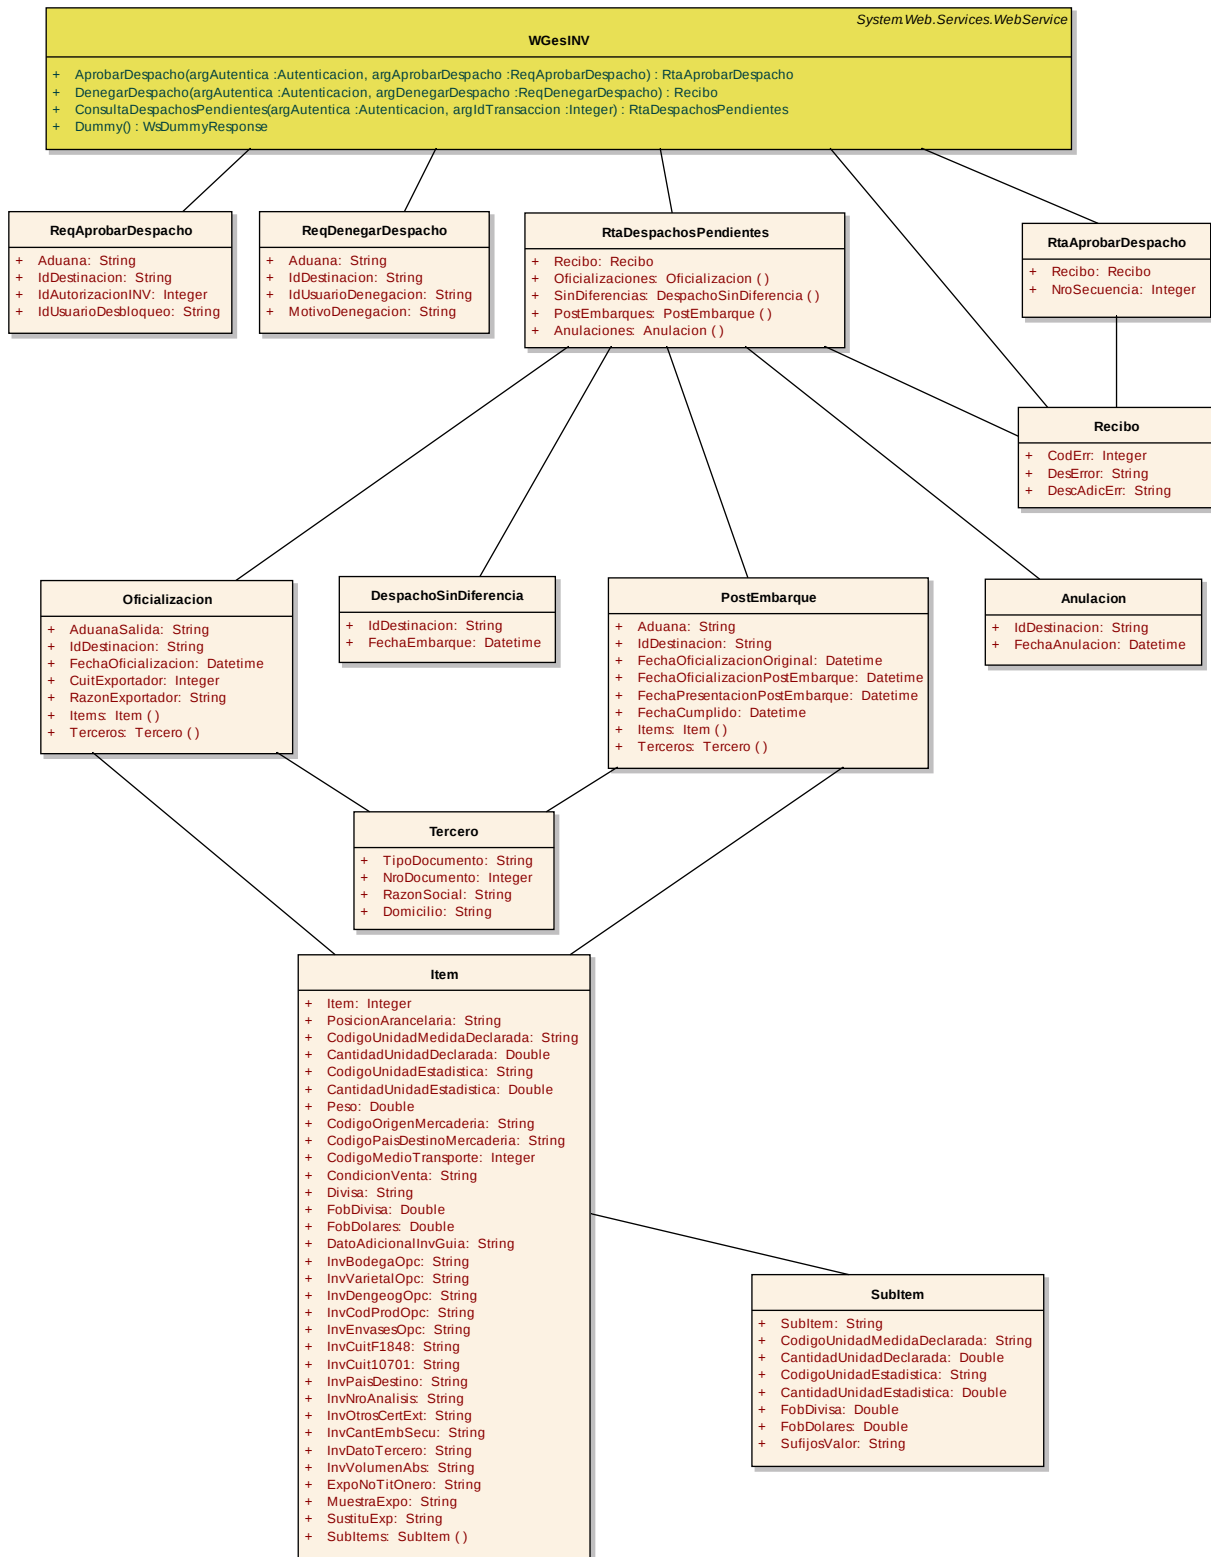 System.Web.Services.WebService
WGesINV
+ AprobarDespacho(argAutentica :Autenticacion, argAprobarDespacho :ReqAprobarDespacho) : RtaAprobarDespacho
+ DenegarDespacho(argAutentica :Autenticacion, argDenegarDespacho :ReqDenegarDespacho) : Recibo
+ ConsultaDespachosPendientes(argAutentica :Autenticacion, argIdTransaccion :Integer) : RtaDespachosPendientes
+ Dummy() : WsDummyResponse
ReqAprobarDespacho
+ Aduana: String
+ IdDestinacion: String
+ IdAutorizacionINV: Integer
+ IdUsuarioDesbloqueo: String
ReqDenegarDespacho
+ Aduana: String
+ IdDestinacion: String
+ IdUsuarioDenegacion: String
+ MotivoDenegacion: String
RtaDespachosPendientes
+ Recibo: Recibo
+ Oficializaciones: Oficializacion ( )
+ SinDiferencias: DespachoSinDiferencia ( )
+ PostEmbarques: PostEmbarque ( )
+ Anulaciones: Anulacion ( )
RtaAprobarDespacho
+ Recibo: Recibo
+ NroSecuencia: Integer
Recibo
+ CodErr: Integer
+ DesError: String
+ DescAdicErr: String
Oficializacion
+ AduanaSalida: String
+ IdDestinacion: String
+ FechaOficializacion: Datetime
+ CuitExportador: Integer
+ RazonExportador: String
+ Items: Item ( )
+ Terceros: Tercero ( )
DespachoSinDiferencia
+ IdDestinacion: String
+ FechaEmbarque: Datetime
PostEmbarque
+ Aduana: String
+ IdDestinacion: String
+ FechaOficializacionOriginal: Datetime
+ FechaOficializacionPostEmbarque: Datetime
+ FechaPresentacionPostEmbarque: Datetime
+ FechaCumplido: Datetime
+ Items: Item ( )
+ Terceros: Tercero ( )
Anulacion
+ IdDestinacion: String
+ FechaAnulacion: Datetime
Tercero
+ TipoDocumento: String
+ NroDocumento: Integer
+ RazonSocial: String
+ Domicilio: String
Item
+ Item: Integer
+ PosicionArancelaria: String
+ CodigoUnidadMedidaDeclarada: String
+ CantidadUnidadDeclarada: Double
+ CodigoUnidadEstadistica: String
+ CantidadUnidadEstadistica: Double
+ Peso: Double
+ CodigoOrigenMercaderia: String
+ CodigoPaisDestinoMercaderia: String
+ CodigoMedioTransporte: Integer
+ CondicionVenta: String
+ Divisa: String
+ FobDivisa: Double
+ FobDolares: Double
+ DatoAdicionalInvGuia: String
+ InvBodegaOpc: String
+ InvVarietalOpc: String
+ InvDengeogOpc: String
+ InvCodProdOpc: String
+ InvEnvasesOpc: String
+ InvCuitF1848: String
+ InvCuit10701: String
+ InvPaisDestino: String
+ InvNroAnalisis: String
+ InvOtrosCertExt: String
+ InvCantEmbSecu: String
+ InvDatoTercero: String
+ InvVolumenAbs: String
+ ExpoNoTitOnero: String
+ MuestraExpo: String
+ SustituExp: String
+ SubItems: SubItem ( )
SubItem
+ SubItem: String
+ CodigoUnidadMedidaDeclarada: String
+ CantidadUnidadDeclarada: Double
+ CodigoUnidadEstadistica: String
+ CantidadUnidadEstadistica: Double
+ FobDivisa: Double
+ FobDolares: Double
+ SufijosValor: String